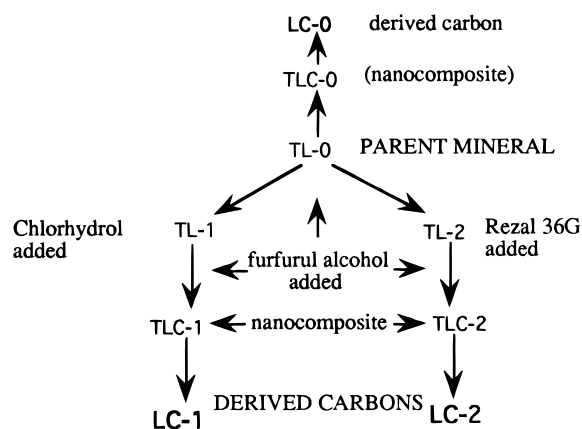 LC-0 derived carbon
TLC-0 (nanocomposite)
TL-0 PARENT MINERAL
Chlorhydrol
added
TL-1
TL-2
Rezal 36G
added
furfurul alcohol
added
TLC-1 nanocomposite TLC-2
LC-1 DERIVED CARBONS LC-2